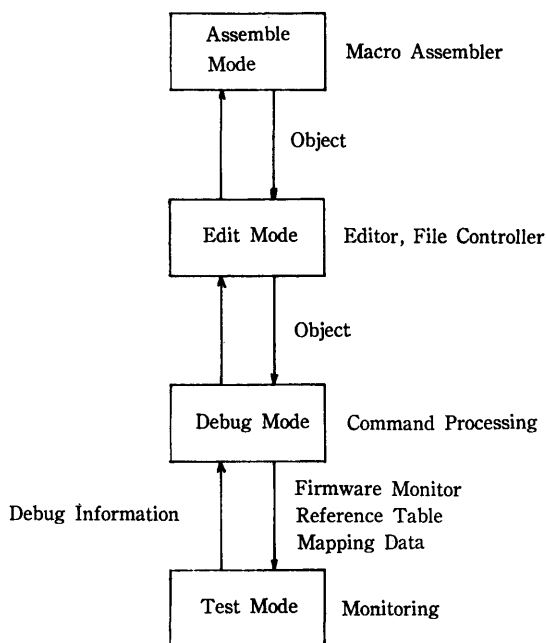 Assemble
Mode
Macro Assembler
Object
Edit Mode
Editor, File Controller
Object
Debug Mode
Command Processing
Debug Information
Firmware Monitor
Reference Table
Mapping Data
Test Mode
Monitoring